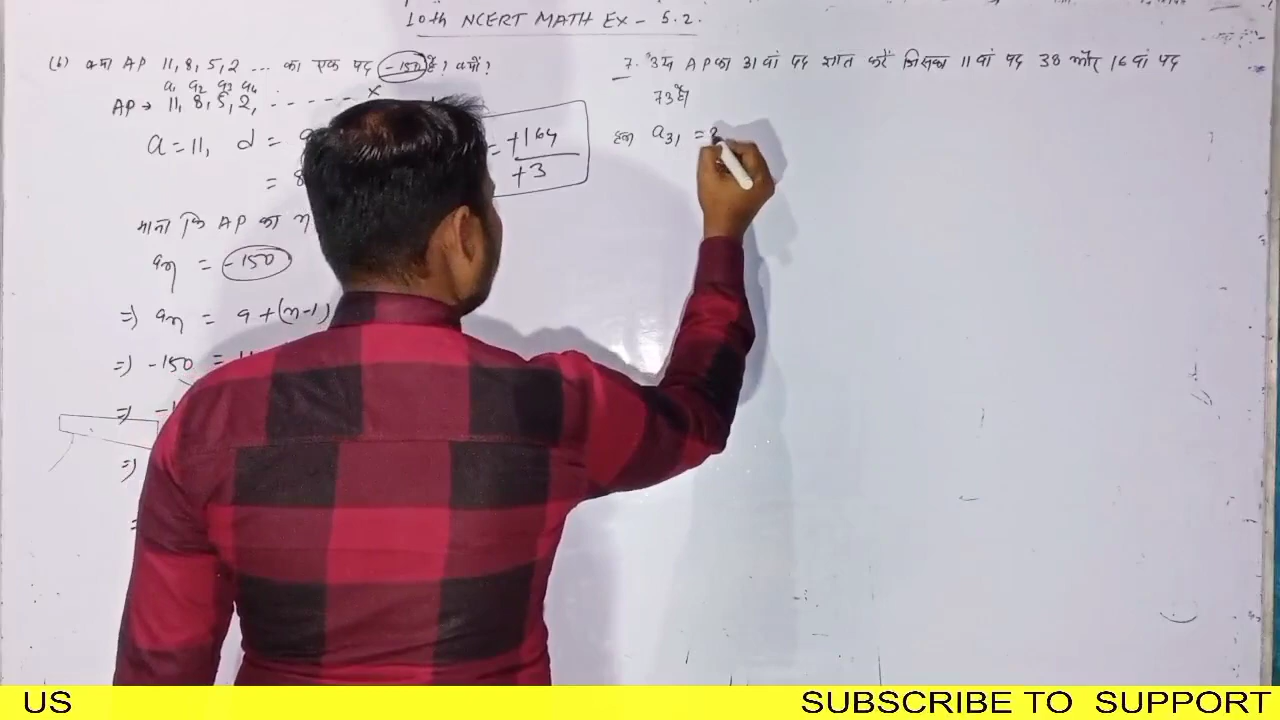 10th NCERT MATH EX - 5.2.
(6) क्या AP 11, 8, 5, 2 ... का एक पद -150 है? क्यों?
a1 a2 a3 a4
AP → 11, 8, 5, 2, - - - - - -
a = 11, d =
= 8
= +164
+3
माना कि AP का n
an = -150
=) an = a + (n-1)
=) -150 =
=)
=)
7. उस AP का 31 वां पद ज्ञात करें जिसका 11 वां पद 38 और 16 वां पद
73 है।
हल a31 = ?
US
SUBSCRIBE TO SUPPORT